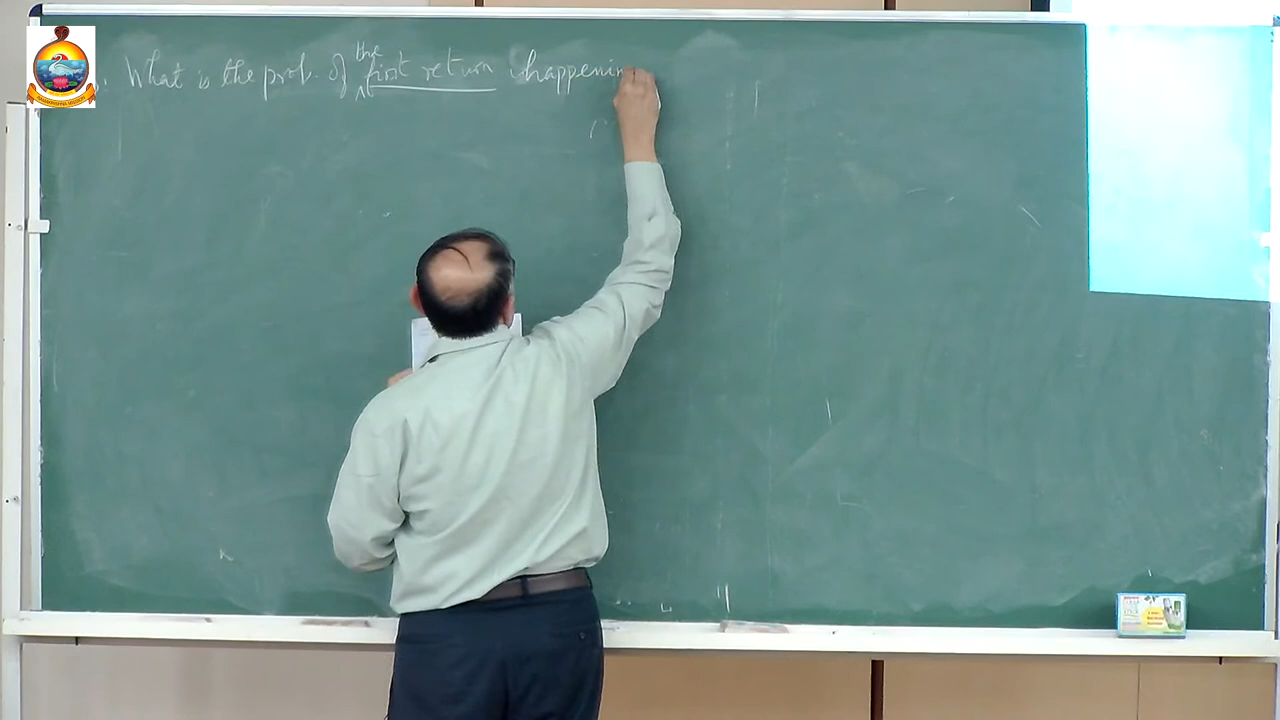 What is the prob. of the first return happenin